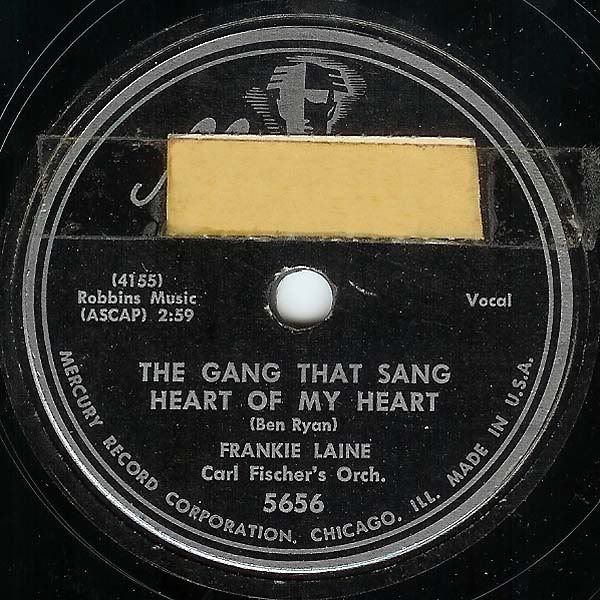 (4155)
Robbins Music
(ASCAP) 2:59
Vocal
THE GANG THAT SANG
HEART OF MY HEART
(Ben Ryan)
FRANKIE LAINE
Carl Fischer's Orch.
5656
MERCURY RECORD CORPORATION, CHICAGO, ILL. MADE IN U.S.A.